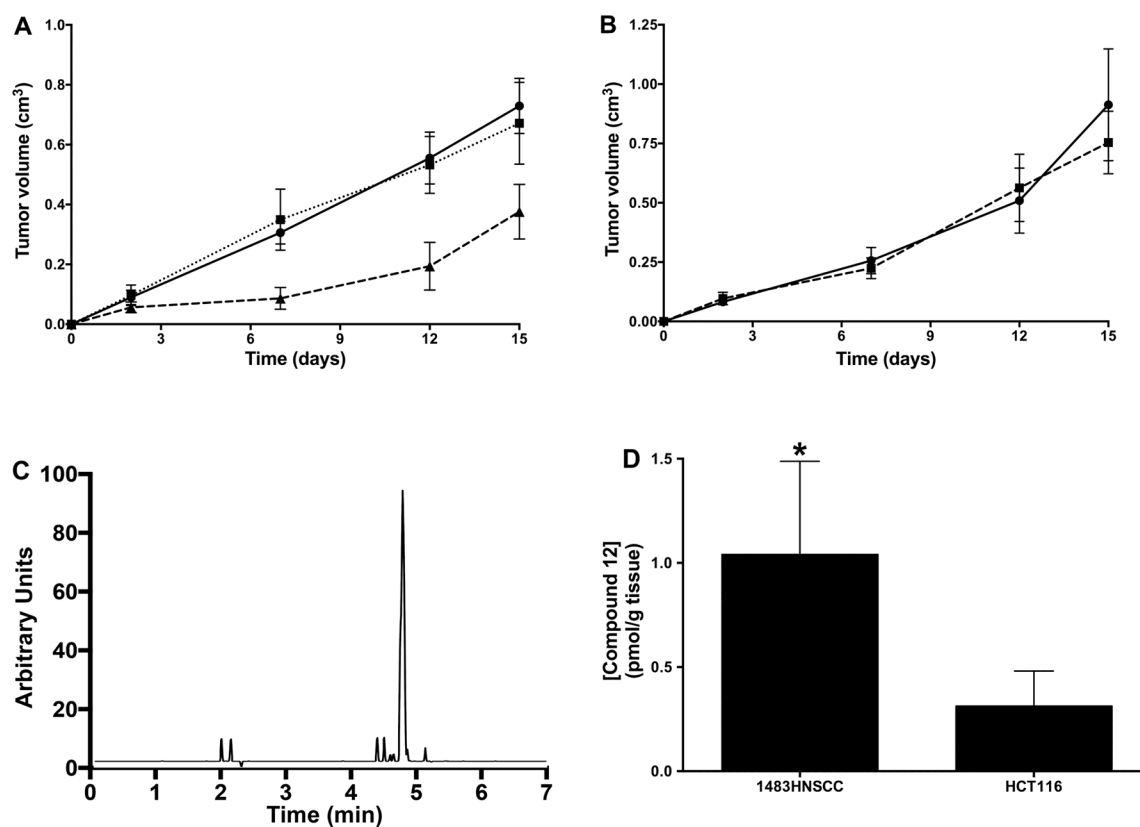 A
Tumor volume (cm³)
1.0
0.8
0.6
0.4
0.2
0.0
0 3 6 9 12 15
Time (days)
B
Tumor volume (cm³)
1.25
1.00
0.75
0.50
0.25
0.00
0 3 6 9 12 15
Time (days)
C
Arbitrary Units
100
80
60
40
20
0
0 1 2 3 4 5 6 7
Time (min)
D
[Compound 12]
(pmol/g tissue)
1.5
1.0
0.5
0.0
*
1483HNSCC HCT116